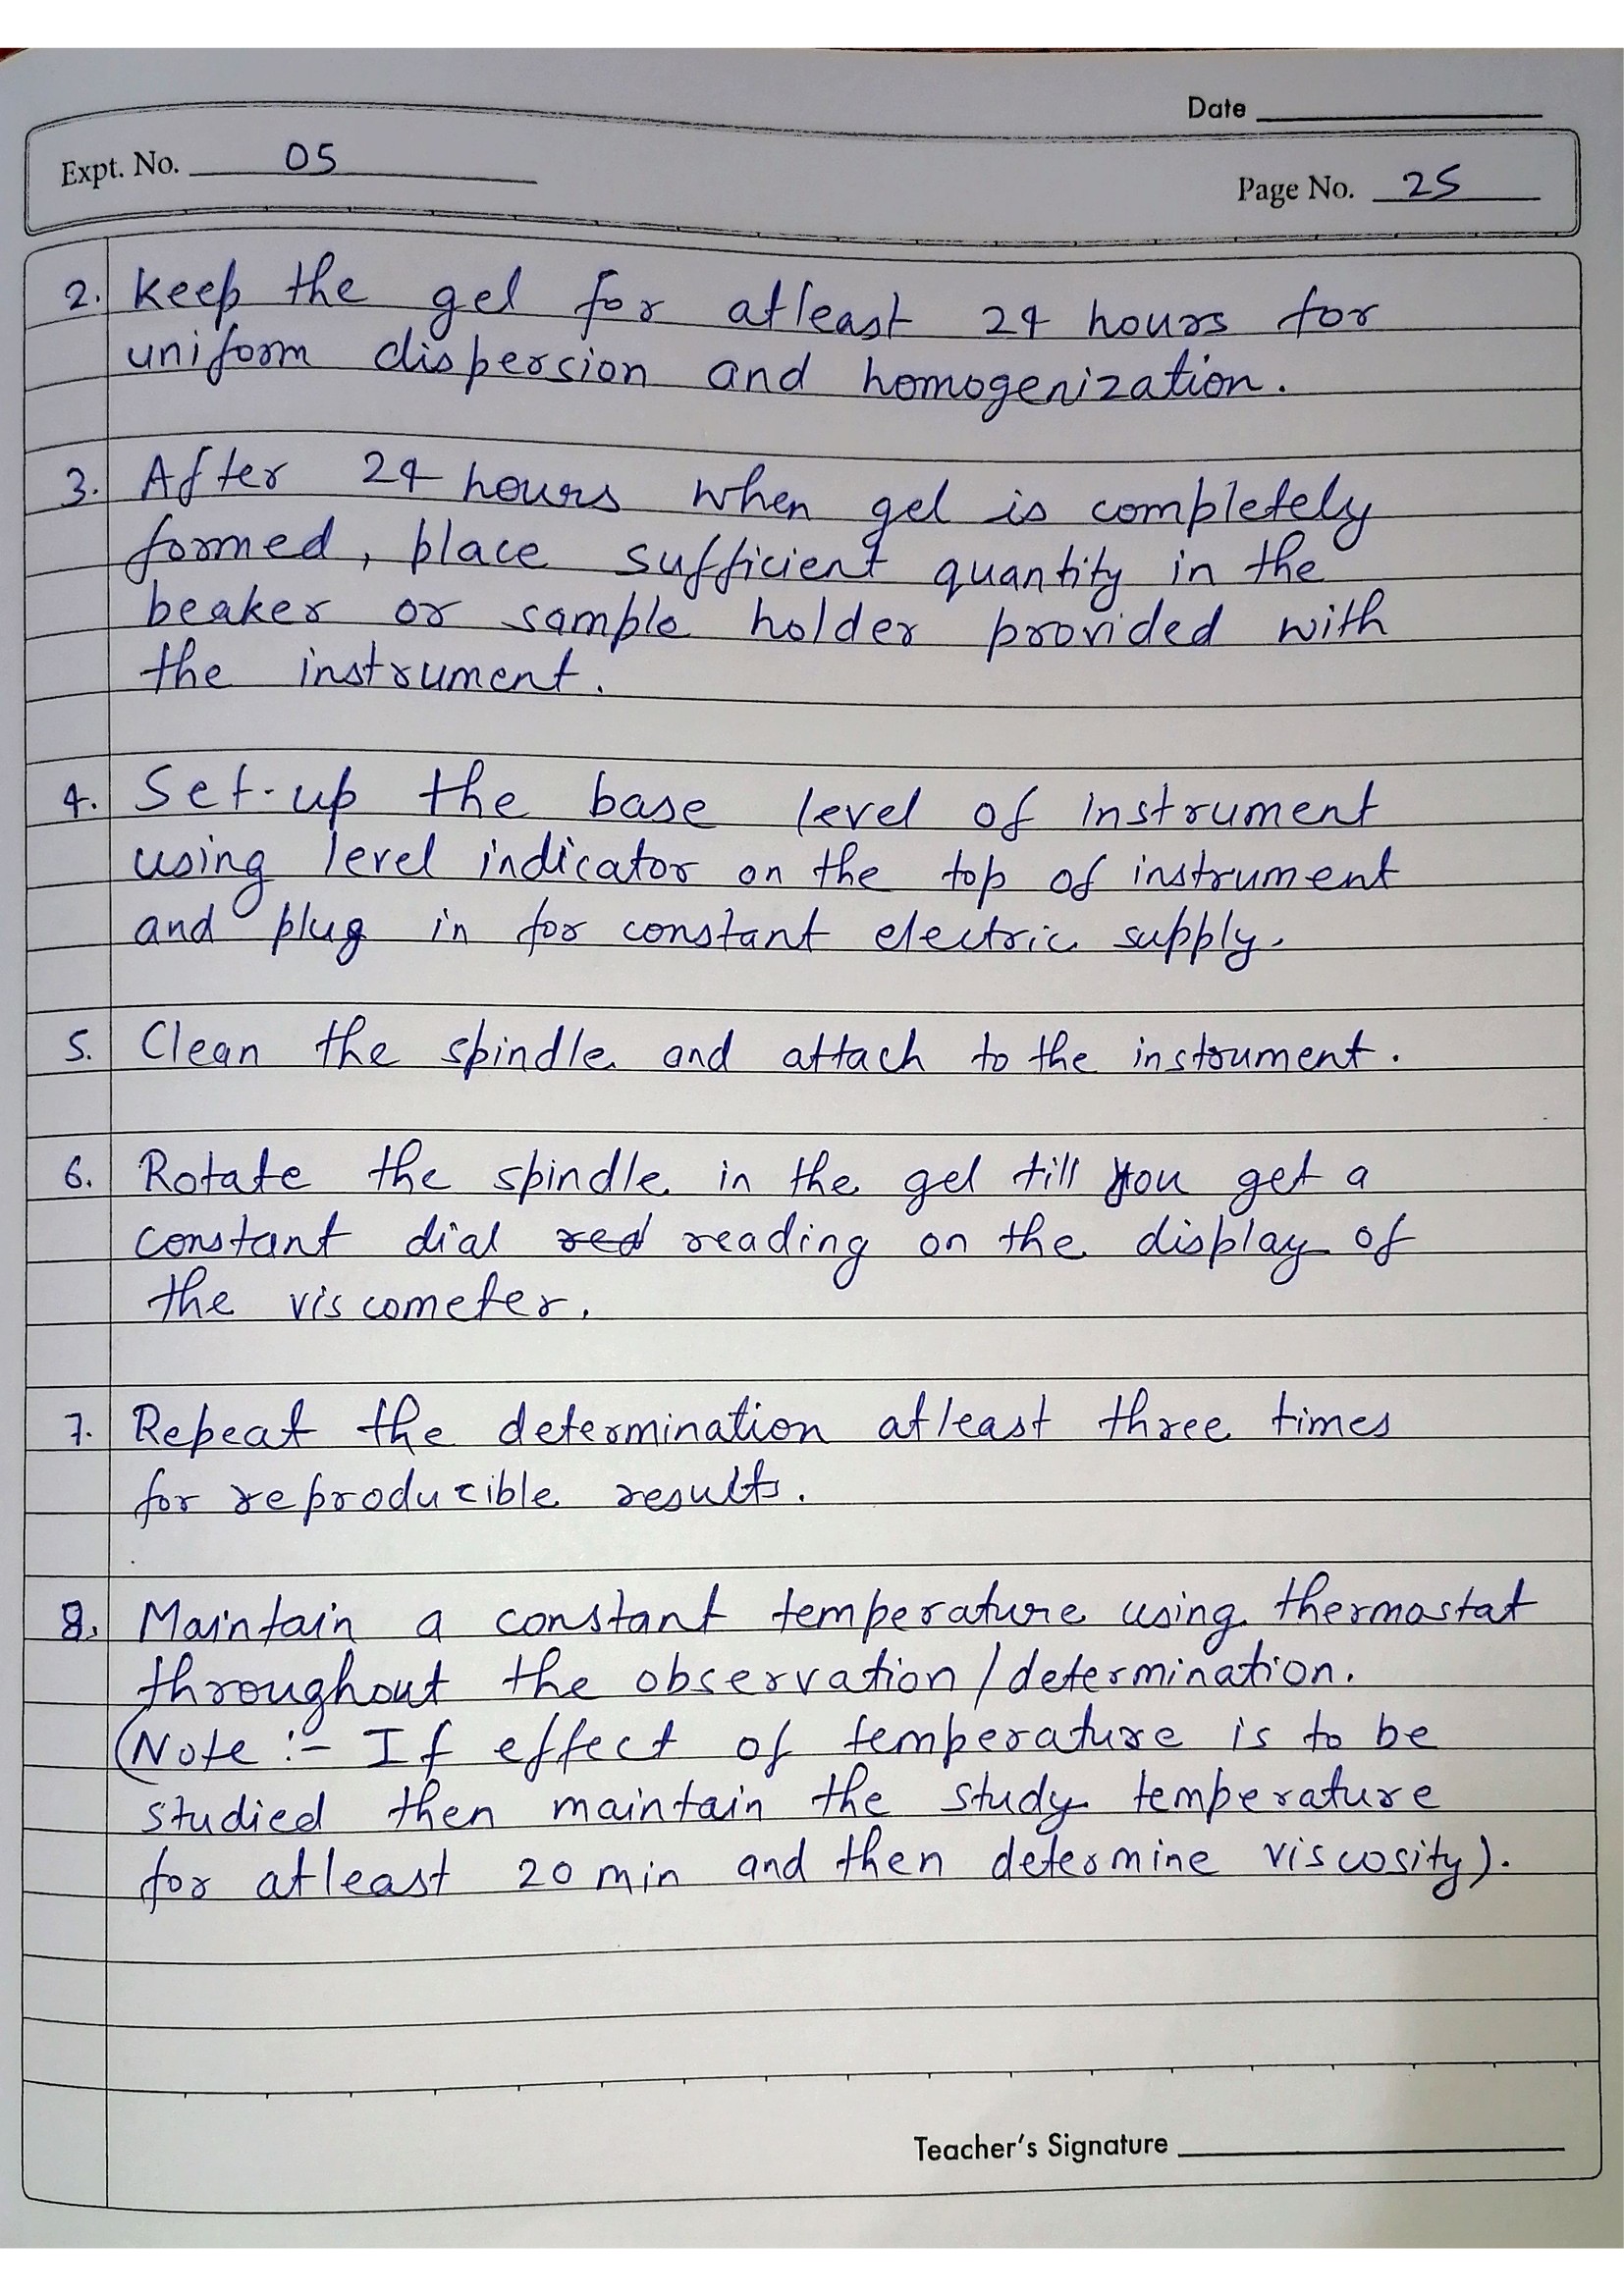 Date
Expt. No. 05
Page No. 25
2. Keep the gel for atleast 24 hours for
uniform dispersion and homogenization.
3. After 24 hours when gel is completely
formed, place sufficient quantity in the
beaker or sample holder provided with
the instrument.
4. Set-up the base level of instrument
using level indicator on the top of instrument
and plug in for constant electric supply.
5. Clean the spindle and attach to the instrument.
6. Rotate the spindle in the gel till you get a
constant dial red reading on the display of
the viscometer.
7. Repeat the determination atleast three times
for reproducible results.
8. Maintain a constant temperature using thermostat
throughout the observation/determination.
(Note :- If effect of temperature is to be
studied then maintain the study temperature
for atleast 20 min and then determine viscosity).
Teacher's Signature